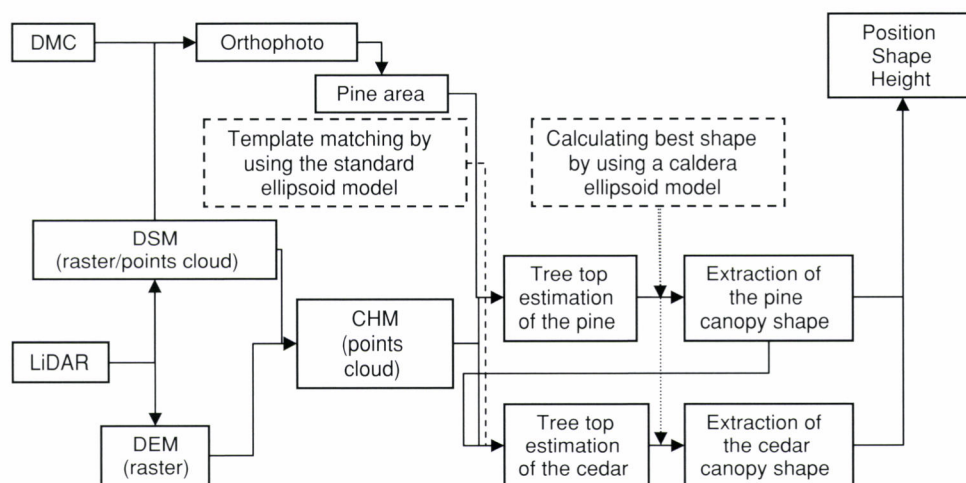 DMC
Orthophoto
Pine area
Position
Shape
Height
Template matching by
using the standard
ellipsoid model
Calculating best shape
by using a caldera
ellipsoid model
DSM
(raster/points cloud)
Tree top
estimation
of the pine
Extraction of
the pine
canopy shape
CHM
(points
cloud)
LiDAR
DEM
(raster)
Tree top
estimation
of the cedar
Extraction of
the cedar
canopy shape